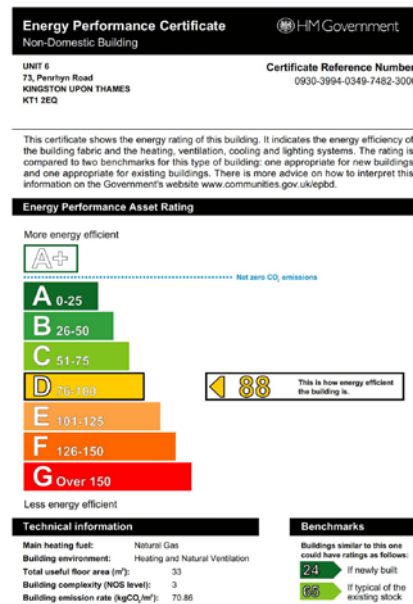 Energy Performance Certificate
HM Government
Non-Domestic Building
UNIT 6
73, Penrhyn Road
KINGSTON UPON THAMES
KT1 2EQ
Certificate Reference Number
0930-3994-0349-7482-3006
This certificate shows the energy rating of this building. It indicates the energy efficiency of
the building fabric and the heating, ventilation, cooling and lighting systems. The rating is
compared to two benchmarks for this type of building: one appropriate for new buildings
and one appropriate for existing buildings. There is more advice on how to interpret this
information on the Government's website www.communities.gov.uk/epbd.
Energy Performance Asset Rating
More energy efficient
A+
Net zero CO₂ emissions
A 0-25
B 26-50
C 51-75
D 76-100
88
This is how energy efficient
the building is.
E 101-125
F 126-150
G Over 150
Less energy efficient
Technical information
Main heating fuel: Natural Gas
Building environment: Heating and Natural Ventilation
Total useful floor area (m²): 33
Building complexity (NOS level): 3
Building emission rate (kgCO₂/m²): 70.86
Benchmarks
Buildings similar to this one
could have ratings as follows:
24 If newly built
65 If typical of the
existing stock